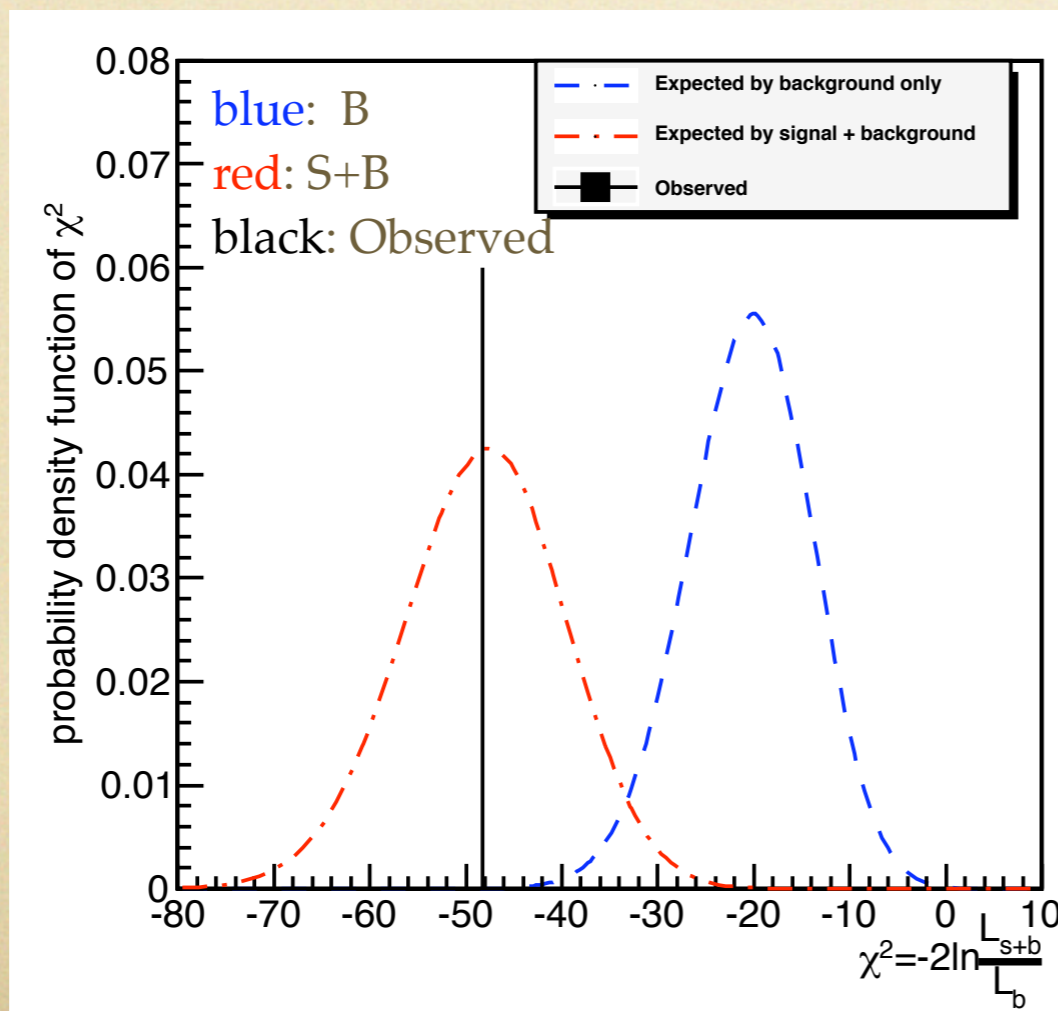 0.08
0.07
0.06
0.05
0.04
0.03
0.02
0.01
0
probability density function of χ²
blue: B
red: S+B
black: Observed
Expected by background only
Expected by signal + background
Observed
-80 -70 -60 -50 -40 -30 -20 -10 0 10
χ²=-2ln L_{s+b}
L_b